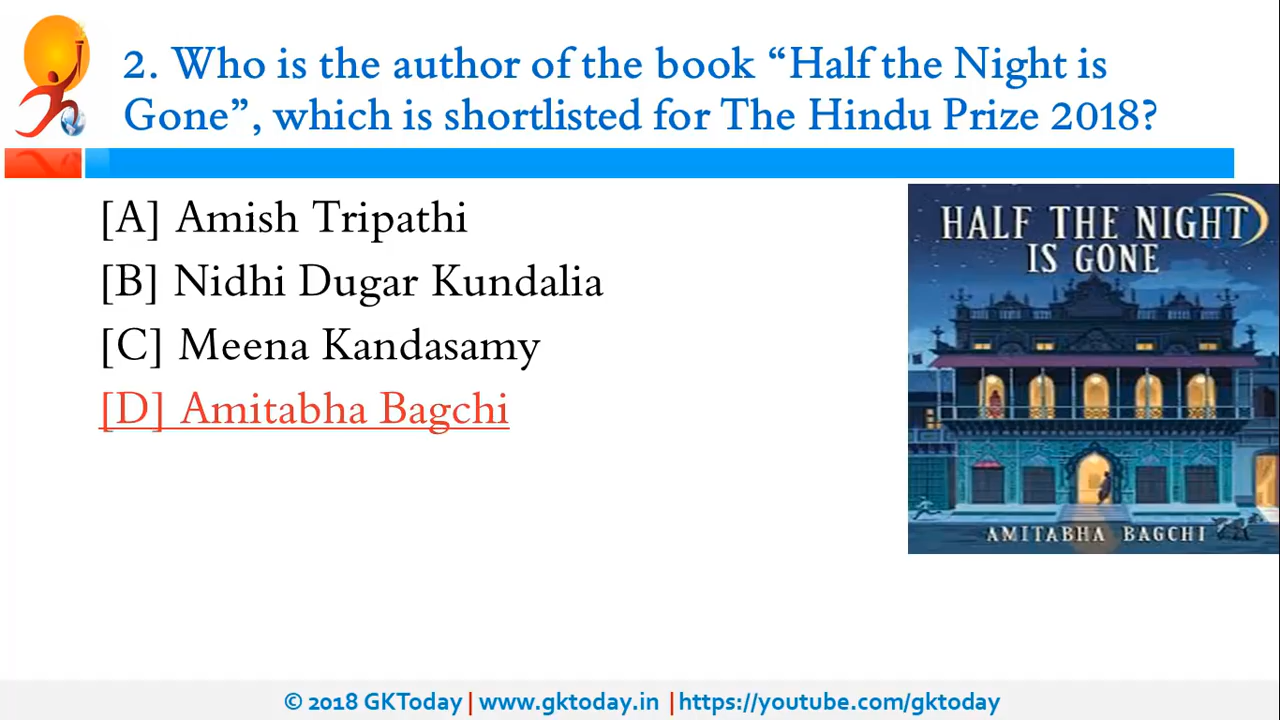 2. Who is the author of the book “Half the Night is
Gone”, which is shortlisted for The Hindu Prize 2018?
[A] Amish Tripathi
[B] Nidhi Dugar Kundalia
[C] Meena Kandasamy
[D] Amitabha Bagchi
HALF THE NIGHT
IS GONE
AMITABHA BAGCHI
© 2018 GKToday | www.gktoday.in | https://youtube.com/gktoday